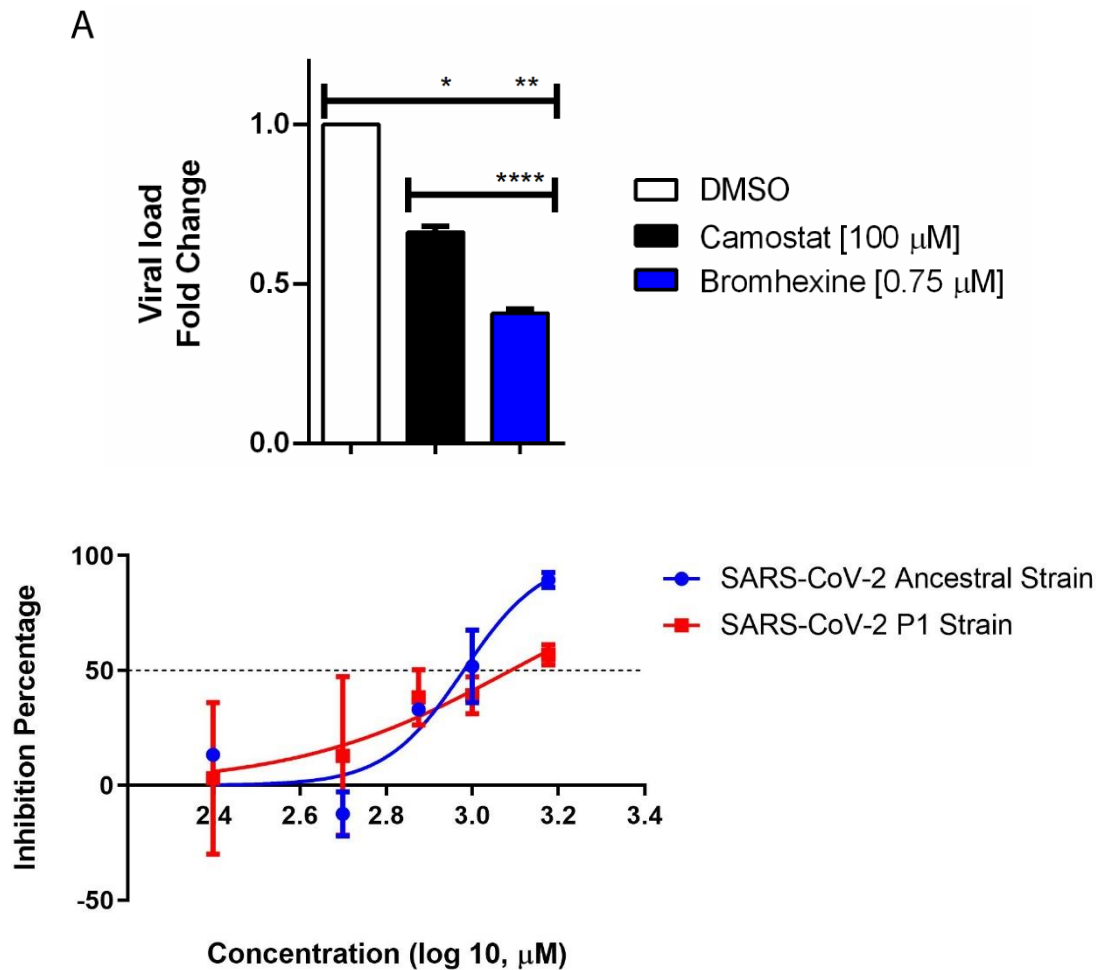 A
* **
1.0
****
0.5
0.0
Viral load
Fold Change
DMSO
Camostat [100 μM]
Bromhexine [0.75 μM]
100
50
0
-50
2.4 2.6 2.8 3.0 3.2 3.4
Inhibition Percentage
Concentration (log 10, μM)
SARS-CoV-2 Ancestral Strain
SARS-CoV-2 P1 Strain